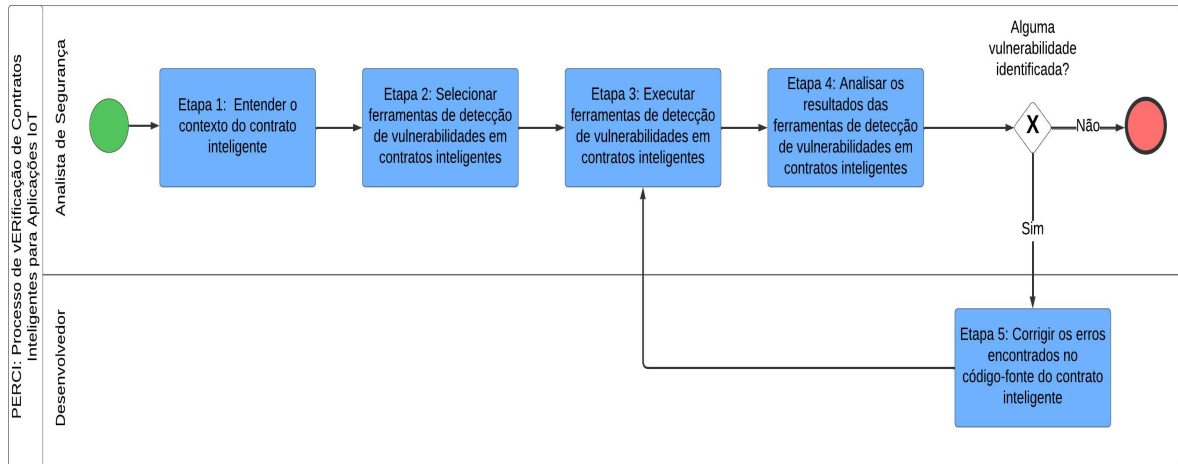 PERCI: Processo de vERificação de Contratos
Inteligentes para Aplicações IoT
Analista de Segurança
Etapa 1: Entender o
contexto do contrato
inteligente
Etapa 2: Selecionar
ferramentas de detecção
de vulnerabilidades em
contratos inteligentes
Etapa 3: Executar
ferramentas de detecção
de vulnerabilidades em
contratos inteligentes
Etapa 4: Analisar os
resultados das
ferramentas de detecção
de vulnerabilidades em
contratos inteligentes
Alguma
vulnerabilidade
identificada?
X
Não
Sim
Desenvolvedor
Etapa 5: Corrigir os erros
encontrados no
código-fonte do contrato
inteligente